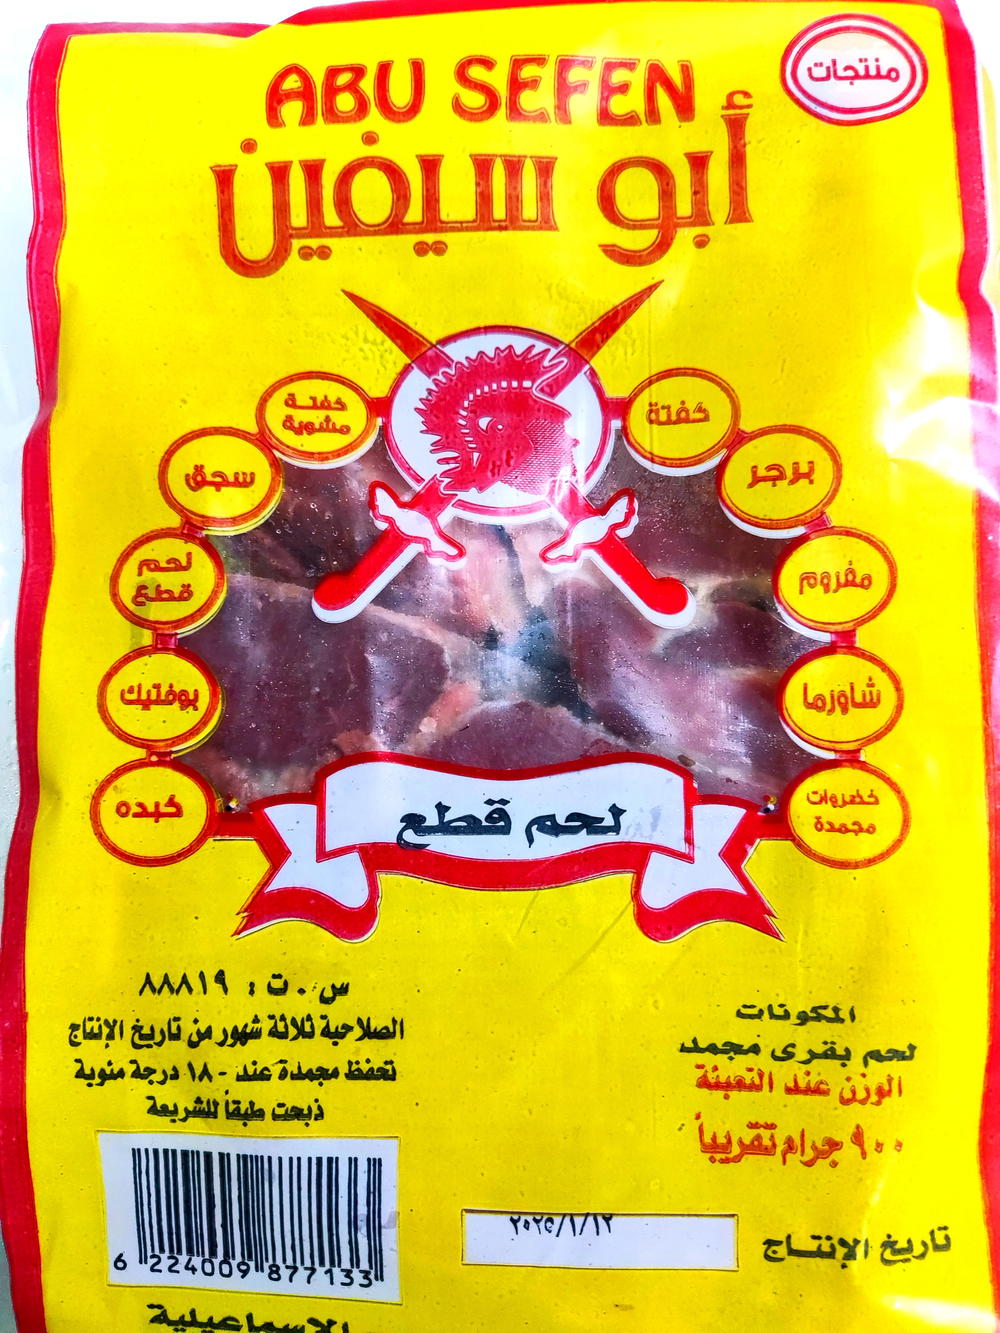 منتجات
ABU SEFEN
أبو سيفين
كفتة
كفتة مشوية
برجر
سجق
مفروم
لحم
قطع
شاورما
بوفتيك
خضروات
مجمدة
كبده
لحم قطع
س . ت : ٨٨٨١٩
الصلاحية ثلاثة شهور من تاريخ الإنتاج
تحفظ مجمدة عند - ١٨ درجة مئوية
ذبحت طبقاً للشريعة
المكونات
لحم بقرى مجمد
الوزن عند التعبئة
٩٠٠ جرام تقريباً
تاريخ الإنتاج
٢٠٢٥/١/١٢
6 224009 877133
الاسماعيلية